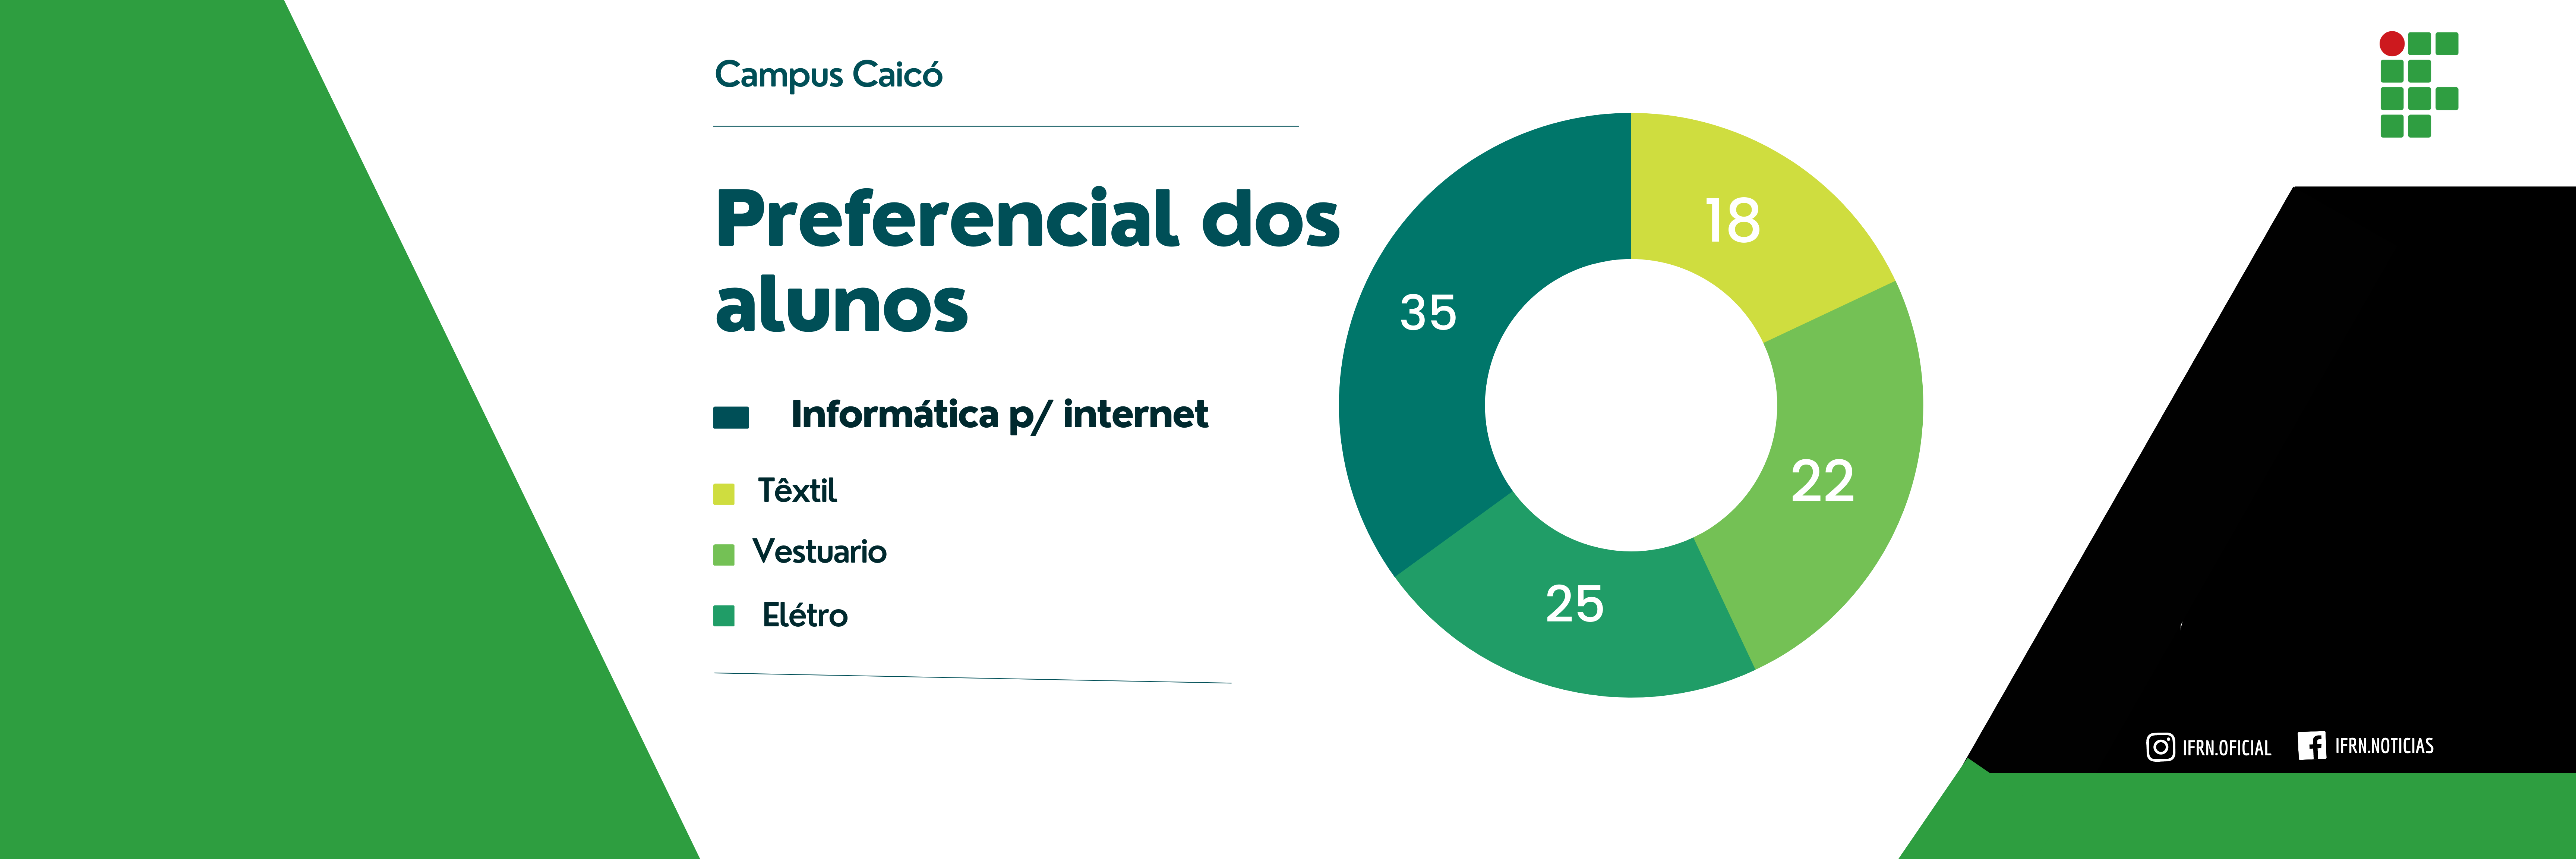 Campus Caicó
Preferencial dos
alunos
Informática p/ internet
Têxtil
Vestuario
Elétro
18
35
22
25
IFRN.OFICIAL
IFRN.NOTICIAS